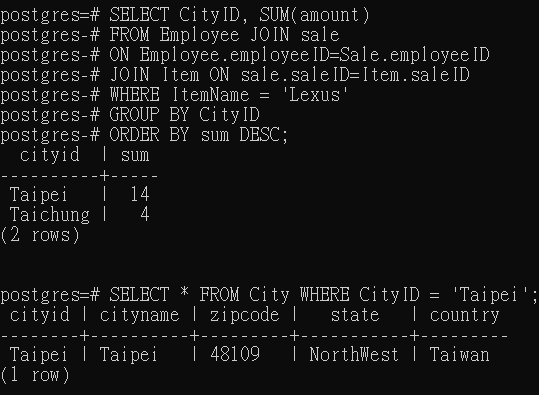 postgres=# SELECT CityID, SUM(amount)
postgres-# FROM Employee JOIN sale
postgres-# ON Employee.employeeID=Sale.employeeID
postgres-# JOIN Item ON sale.saleID=Item.saleID
postgres-# WHERE ItemName = 'Lexus'
postgres-# GROUP BY CityID
postgres-# ORDER BY sum DESC;
  cityid  | sum
----------+-----
 Taipei   |  14
 Taichung |   4
(2 rows)
postgres=# SELECT * FROM City WHERE CityID = 'Taipei';
 cityid | cityname | zipcode |   state   | country
--------+----------+---------+-----------+---------
 Taipei | Taipei   | 48109   | NorthWest | Taiwan
(1 row)